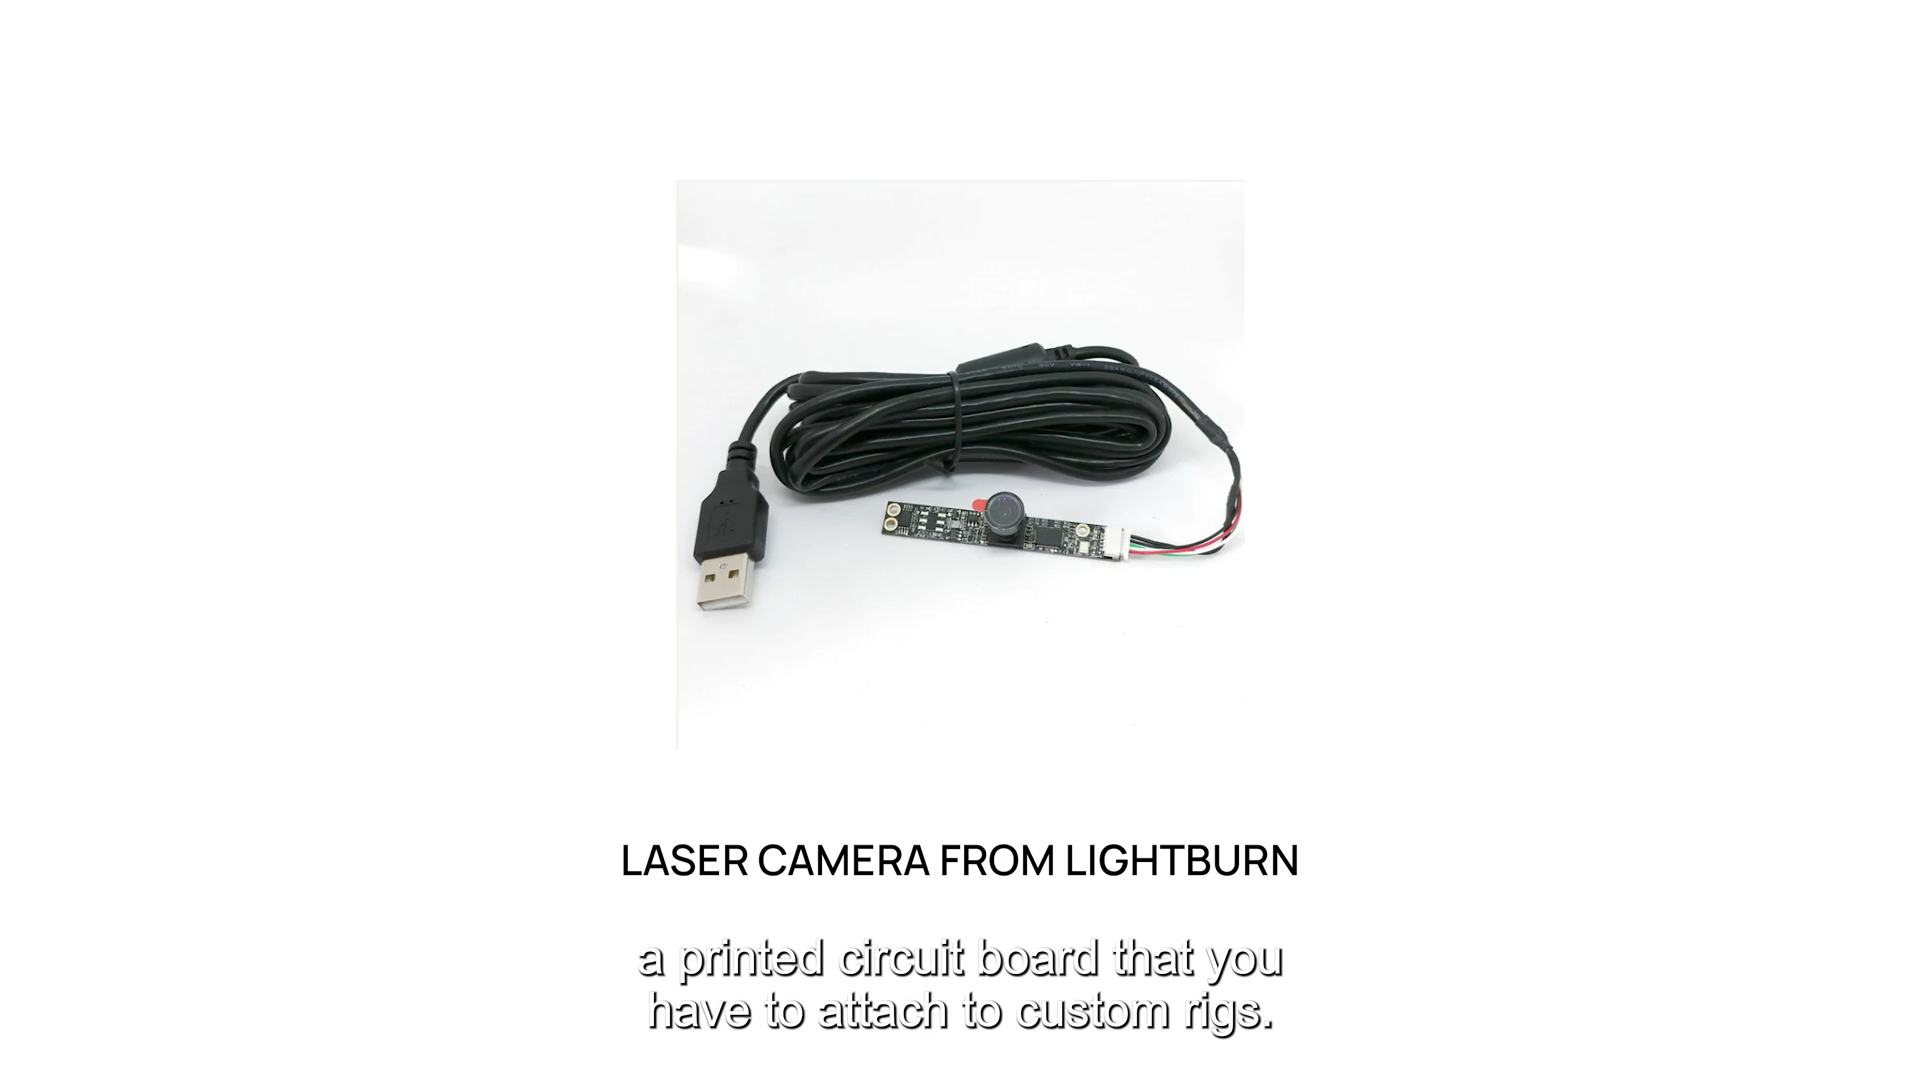 LASER CAMERA FROM LIGHTBURN
a printed circuit board that you
have to attach to custom rigs.